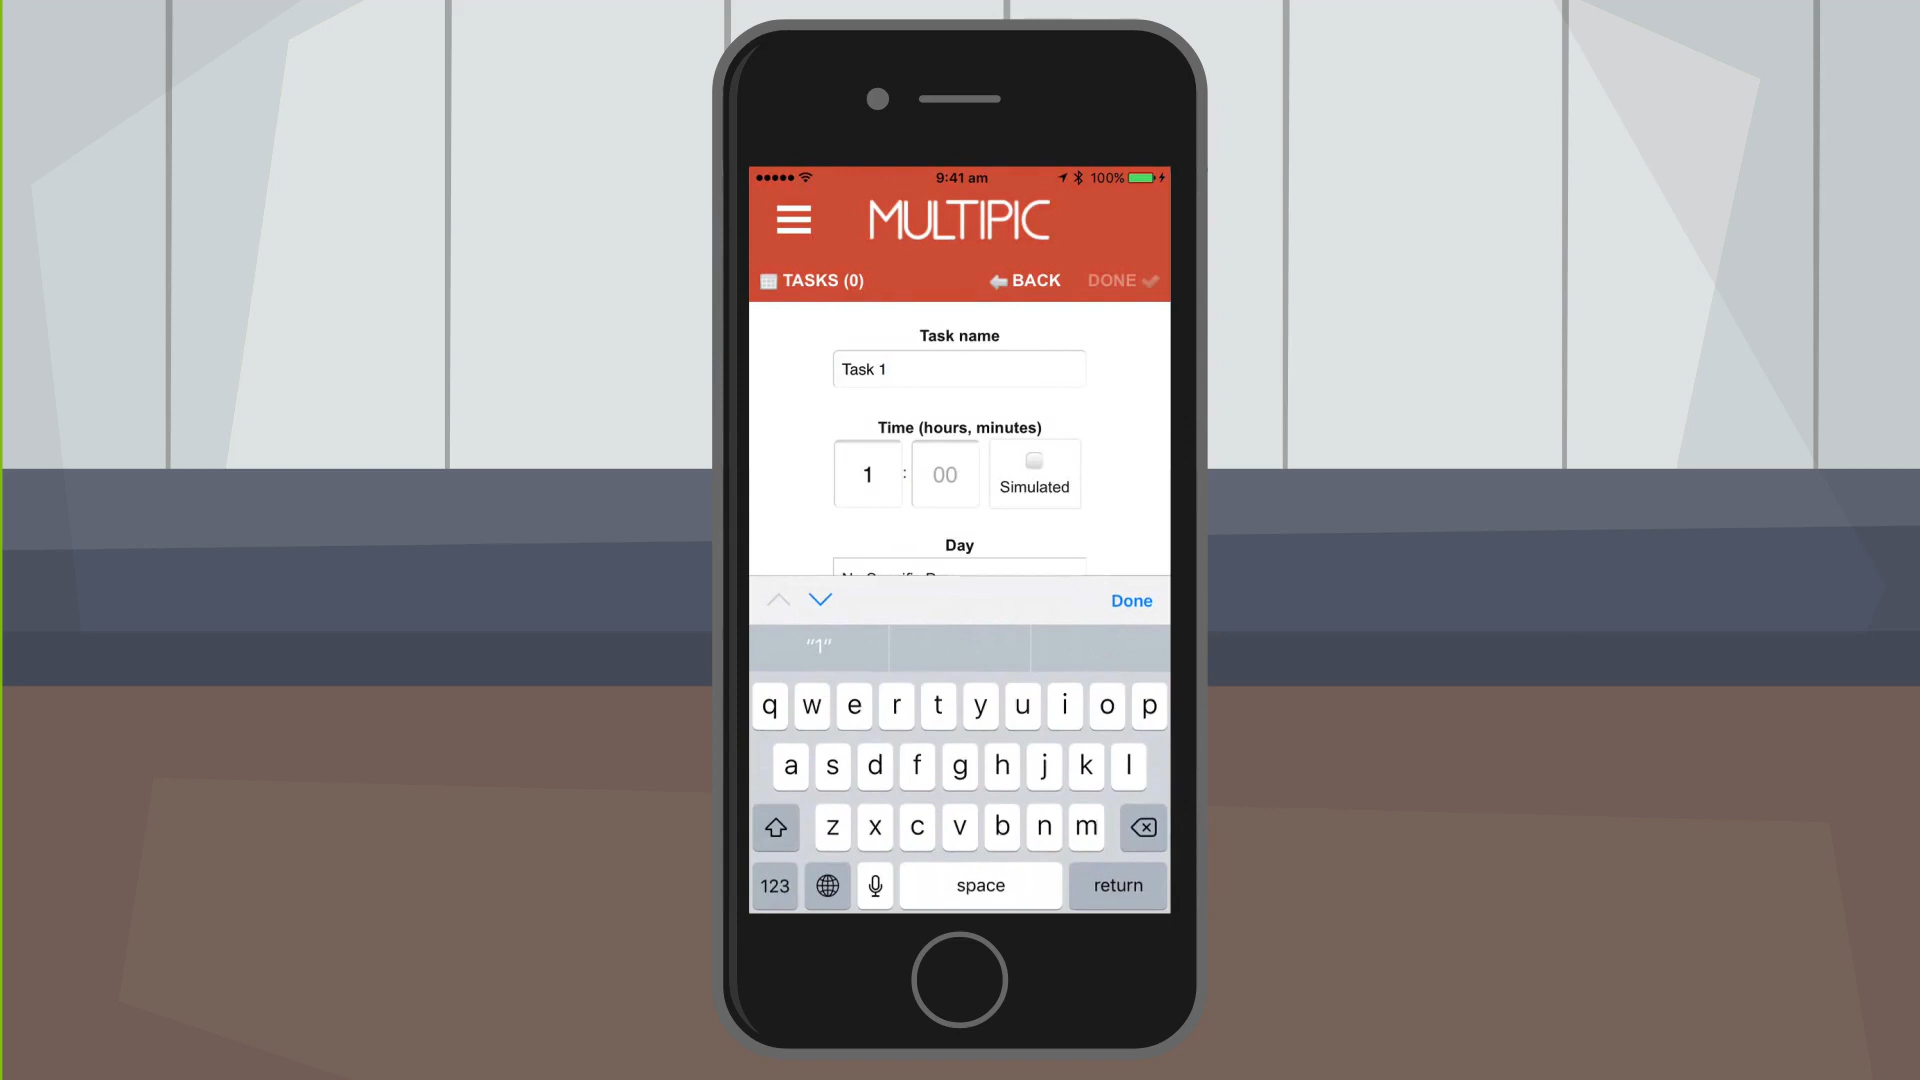 9:41 am 100%
MULTIPIC
TASKS (0) BACK DONE
Task name
Task 1
Time (hours, minutes)
1 : 00
Simulated
Day
Done
“1”
q w e r t y u i o p
a s d f g h j k l
z x c v b n m
123 space return